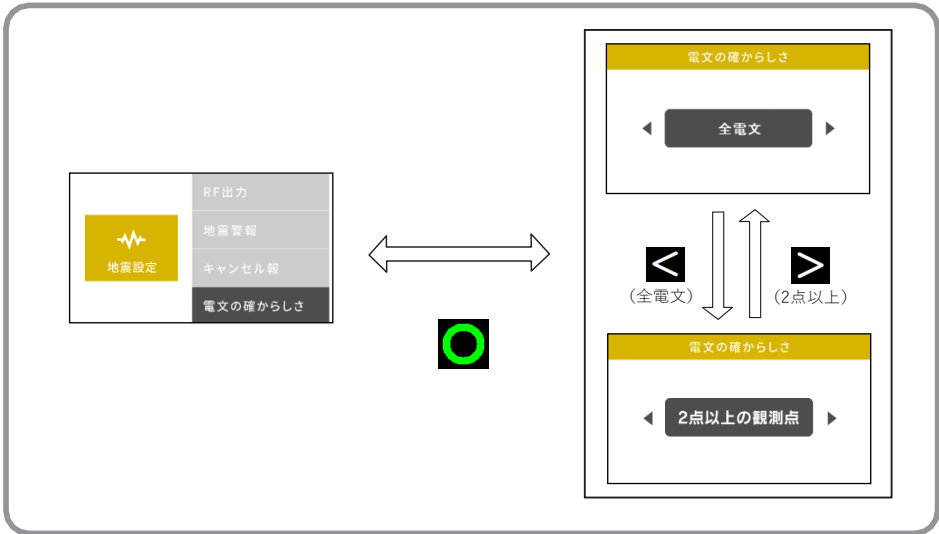 地震設定
RF出力
地震警報
キャンセル報
電文の確からしさ
電文の確からしさ
全電文
<
(全電文)
>
(2点以上)
電文の確からしさ
2点以上の観測点